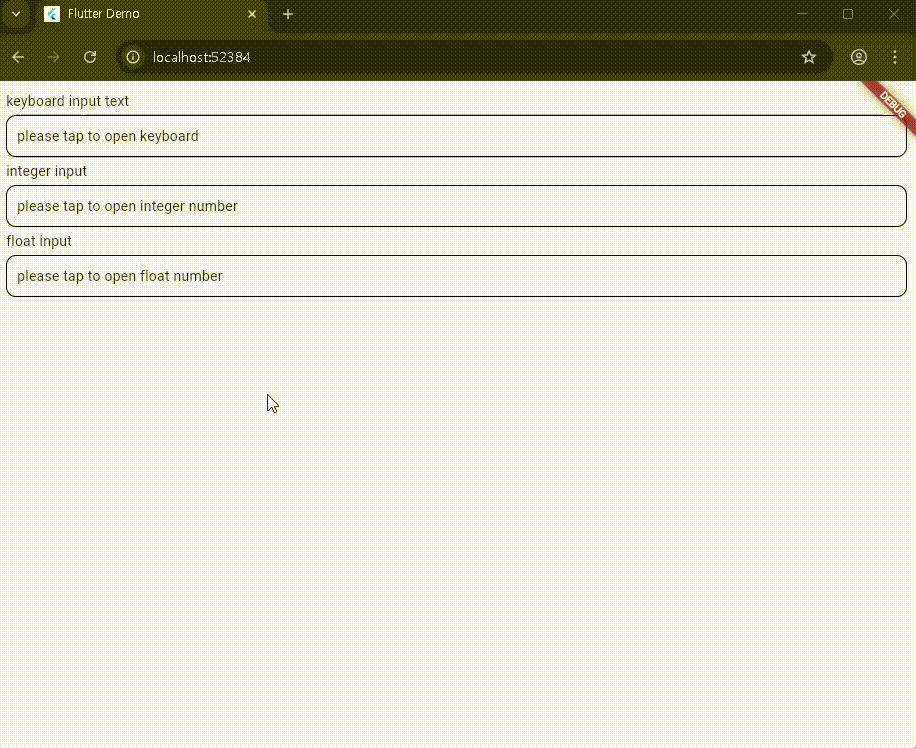 Flutter Demo
localhost:52384
DEBUG
keyboard input text
please tap to open keyboard
integer input
please tap to open integer number
float input
please tap to open float number